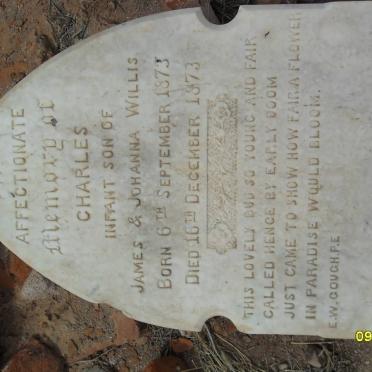 AFFECTIONATE
Memory of
CHARLES
INFANT SON OF
JAMES & JOHANNA WILLIS
BORN 6TH SEPTEMBER 1873
DIED 16TH DECEMBER 1873
THIS LOVELY BUD SO YOUNG AND FAIR
CALLED HENCE BY EARLY DOOM
JUST CAME TO SHOW HOW FAIR A FLOWER
IN PARADISE WOULD BLOOM.
E.W. GOUGH. P.E
09